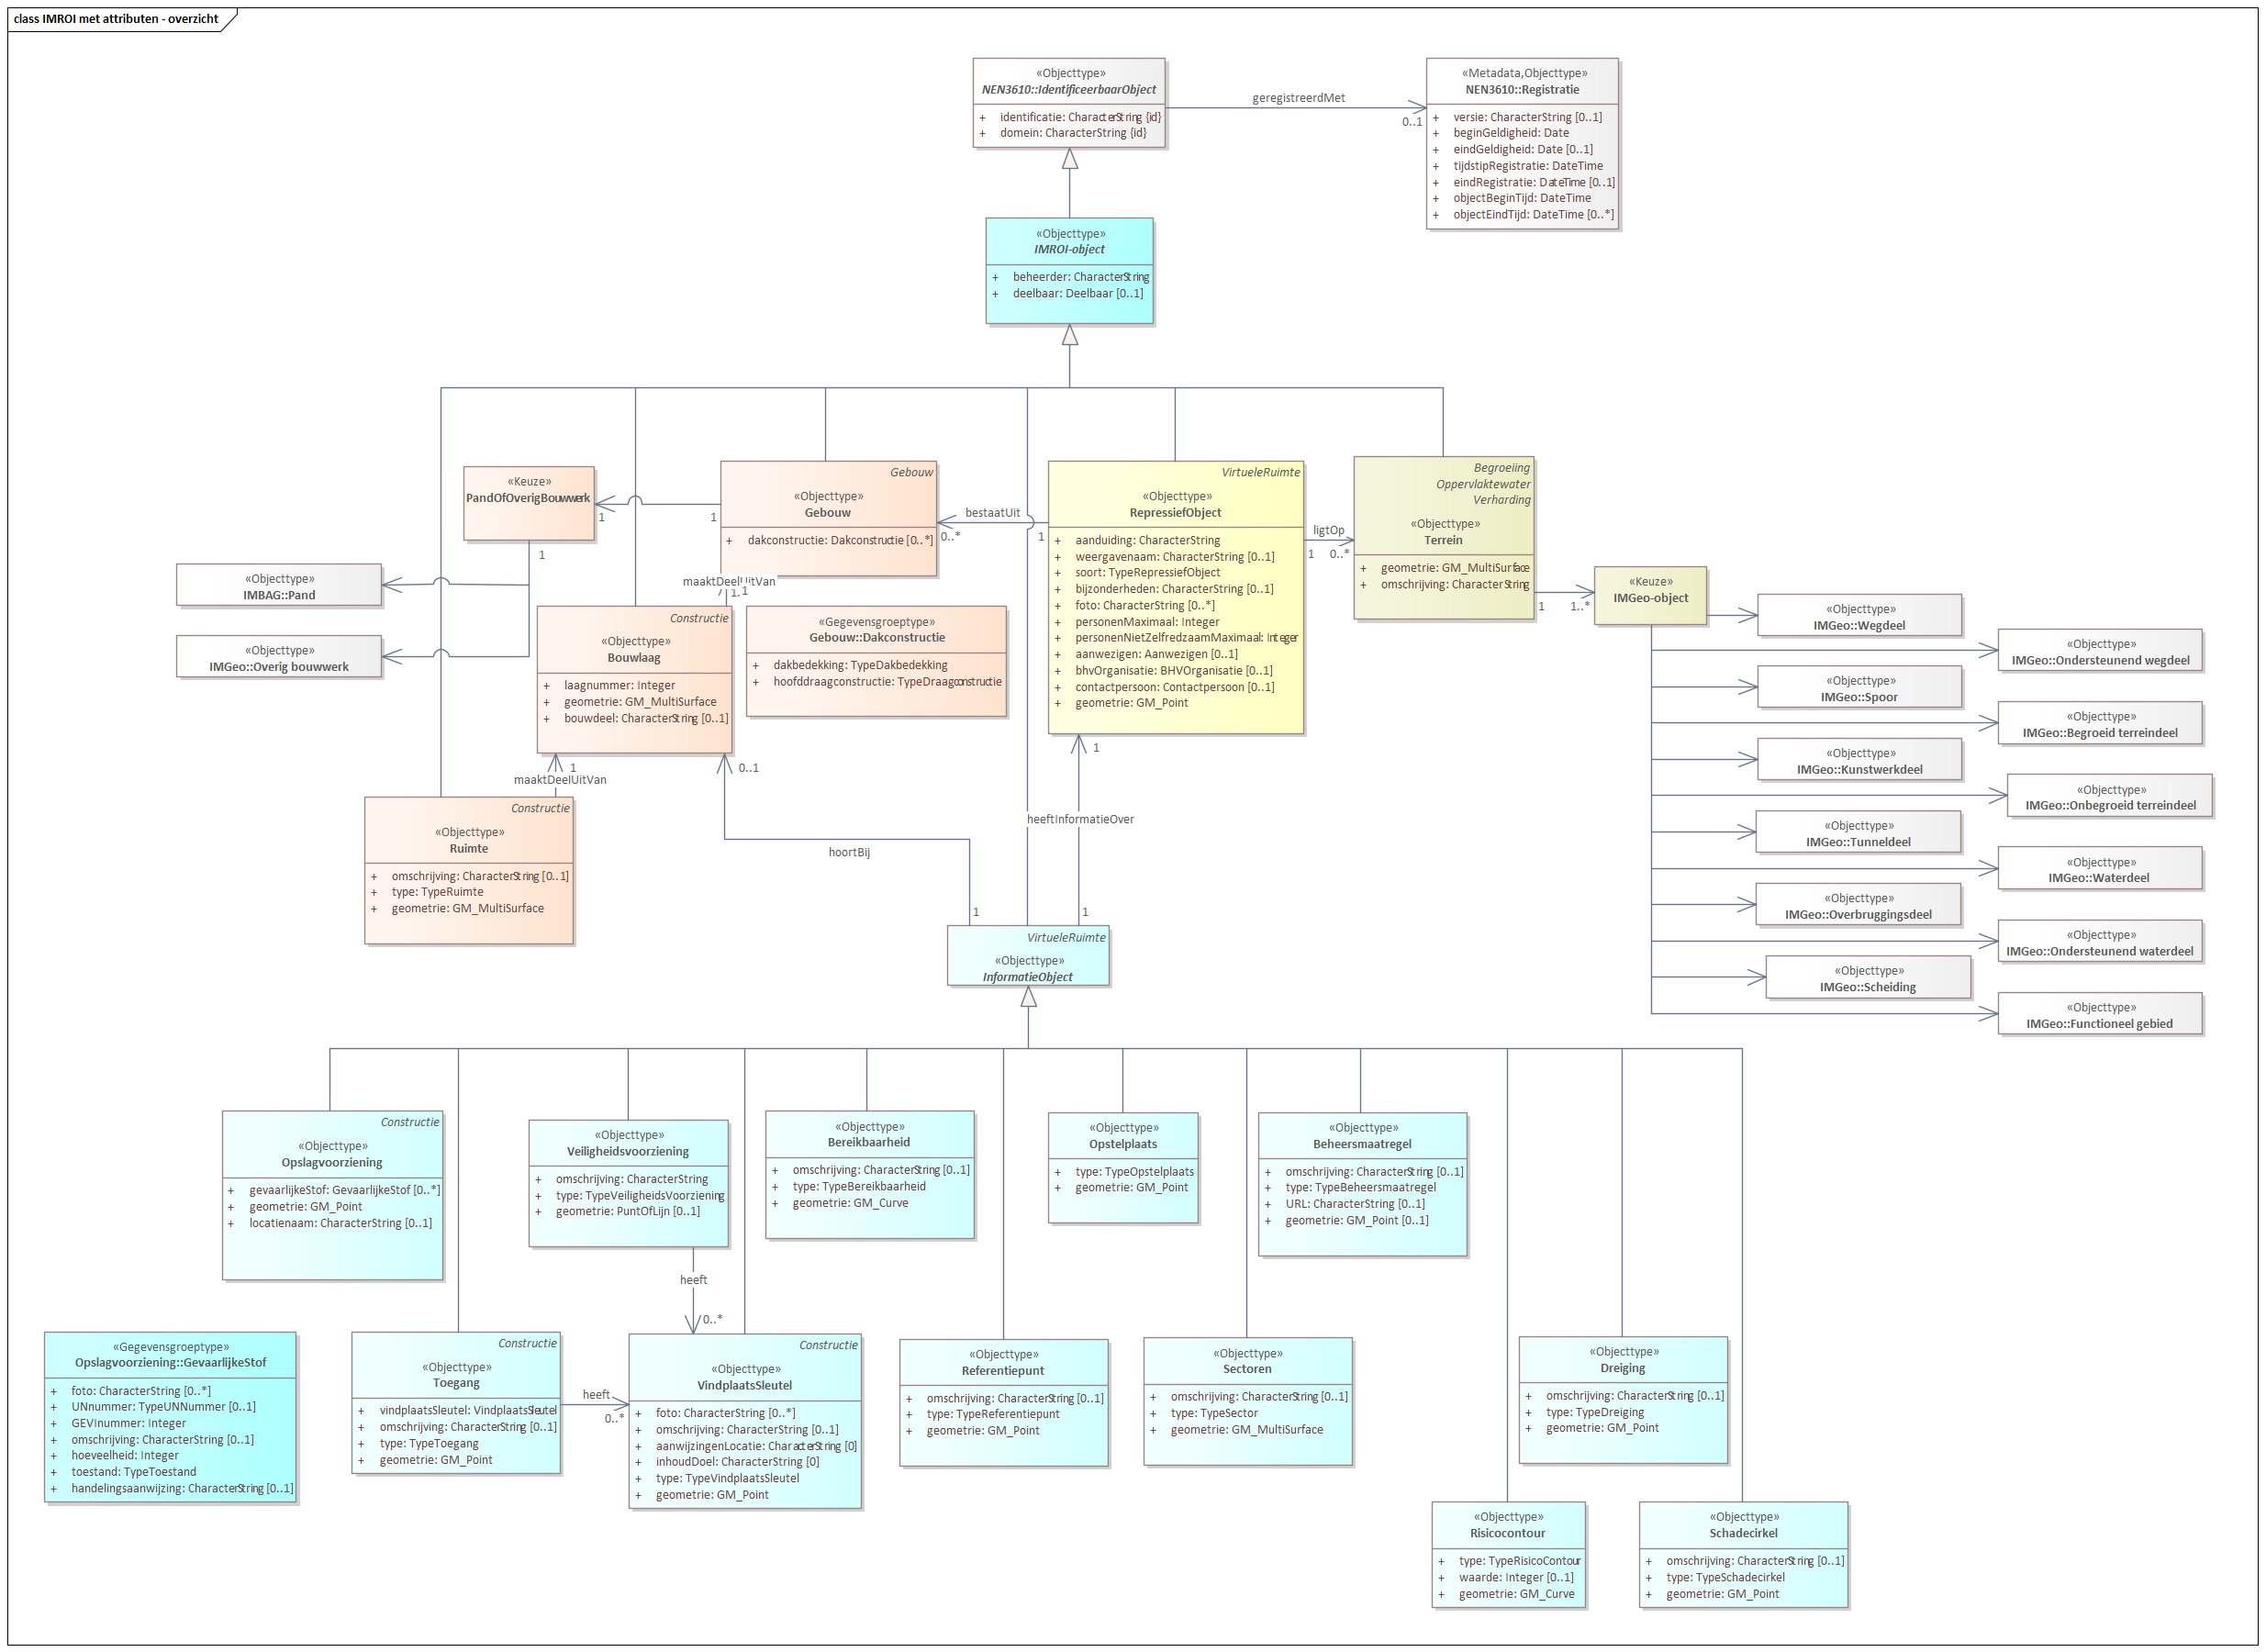 class IMROI met attributen - overzicht
«Objecttype»
NEN3610::IdentificeerbaarObject
+ identificatie: CharacterString {id}
+ domein: CharacterString {id}
geregistreerdMet
0..1
«Metadata,Objecttype»
NEN3610::Registratie
+ versie: CharacterString [0..1]
+ beginGeldigheid: Date
+ eindGeldigheid: Date [0..1]
+ tijdstipRegistratie: DateTime
+ eindRegistratie: DateTime [0..1]
+ objectBeginTijd: DateTime
+ objectEindTijd: DateTime [0..*]
«Objecttype»
IMROI-object
+ beheerder: CharacterString
+ deelbaar: Deelbaar [0..1]
«Keuze»
PandOfOverigBouwwerk
1
1
1
«Objecttype»
IMBAG::Pand
«Objecttype»
IMGeo::Overig bouwwerk
Gebouw
«Objecttype»
Gebouw
+ dakconstructie: Dakconstructie [0..*]
bestaatUit
0..*
1
maaktDeelUitVan
1..1
1
«Gegevensgroeptype»
Gebouw::Dakconstructie
+ dakbedekking: TypeDakbedekking
+ hoofddraagconstructie: TypeDraagconstructie
Constructie
«Objecttype»
Bouwlaag
+ laagnummer: Integer
+ geometrie: GM_MultiSurface
+ bouwdeel: CharacterString [0..1]
maaktDeelUitVan
1
0..1
Constructie
«Objecttype»
Ruimte
+ omschrijving: CharacterString [0..1]
+ type: TypeRuimte
+ geometrie: GM_MultiSurface
VirtueleRuimte
«Objecttype»
RepressiefObject
+ aanduiding: CharacterString
+ weergavenaam: CharacterString [0..1]
+ soort: TypeRepressiefObject
+ bijzonderheden: CharacterString [0..1]
+ foto: CharacterString [0..*]
+ personenMaximaal: Integer
+ personenNietZelfredzaamMaximaal: Integer
+ aanwezigen: Aanwezigen [0..1]
+ bhvOrganisatie: BHVOrganisatie [0..1]
+ contactpersoon: Contactpersoon [0..1]
+ geometrie: GM_Point
ligtOp
1 0..*
Begroeiing
Oppervlaktewater
Verharding
«Objecttype»
Terrein
+ geometrie: GM_MultiSurface
+ omschrijving: CharacterString
1 1..*
«Keuze»
IMGeo-object
«Objecttype»
IMGeo::Wegdeel
«Objecttype»
IMGeo::Ondersteunend wegdeel
«Objecttype»
IMGeo::Spoor
«Objecttype»
IMGeo::Begroeid terreindeel
«Objecttype»
IMGeo::Kunstwerkdeel
«Objecttype»
IMGeo::Onbegroeid terreindeel
«Objecttype»
IMGeo::Tunneldeel
«Objecttype»
IMGeo::Waterdeel
«Objecttype»
IMGeo::Overbruggingsdeel
«Objecttype»
IMGeo::Ondersteunend waterdeel
«Objecttype»
IMGeo::Scheiding
«Objecttype»
IMGeo::Functioneel gebied
1
heeftInformatieOver
hoortBij
1
1
VirtueleRuimte
«Objecttype»
InformatieObject
Constructie
«Objecttype»
Opslagvoorziening
+ gevaarlijkeStof: GevaarlijkeStof [0..*]
+ geometrie: GM_Point
+ locatienaam: CharacterString [0..1]
«Objecttype»
Veiligheidsvoorziening
+ omschrijving: CharacterString
+ type: TypeVeiligheidsVoorziening
+ geometrie: PuntOfLijn [0..1]
«Objecttype»
Bereikbaarheid
+ omschrijving: CharacterString [0..1]
+ type: TypeBereikbaarheid
+ geometrie: GM_Curve
«Objecttype»
Opstelplaats
+ type: TypeOpstelplaats
+ geometrie: GM_Point
«Objecttype»
Beheersmaatregel
+ omschrijving: CharacterString [0..1]
+ type: TypeBeheersmaatregel
+ URL: CharacterString [0..1]
+ geometrie: GM_Point [0..1]
heeft
0..*
«Gegevensgroeptype»
Opslagvoorziening::GevaarlijkeStof
+ foto: CharacterString [0..*]
+ UNnummer: TypeUNNummer [0..1]
+ GEVInummer: Integer
+ omschrijving: CharacterString [0..1]
+ hoeveelheid: Integer
+ toestand: TypeToestand
+ handelingsaanwijzing: CharacterString [0..1]
Constructie
«Objecttype»
Toegang
+ vindplaatsSleutel: VindplaatsSleutel
+ omschrijving: CharacterString [0..1]
+ type: TypeToegang
+ geometrie: GM_Point
heeft
0..*
Constructie
«Objecttype»
VindplaatsSleutel
+ foto: CharacterString [0..*]
+ omschrijving: CharacterString [0..1]
+ aanwijzingenLocatie: CharacterString [0]
+ inhoudDoel: CharacterString [0]
+ type: TypeVindplaatsSleutel
+ geometrie: GM_Point
«Objecttype»
Referentiepunt
+ omschrijving: CharacterString [0..1]
+ type: TypeReferentiepunt
+ geometrie: GM_Point
«Objecttype»
Sectoren
+ omschrijving: CharacterString [0..1]
+ type: TypeSector
+ geometrie: GM_MultiSurface
«Objecttype»
Dreiging
+ omschrijving: CharacterString [0..1]
+ type: TypeDreiging
+ geometrie: GM_Point
«Objecttype»
Risicocontour
+ type: TypeRisicoContour
+ waarde: Integer [0..1]
+ geometrie: GM_Curve
«Objecttype»
Schadecirkel
+ omschrijving: CharacterString [0..1]
+ type: TypeSchadecirkel
+ geometrie: GM_Point